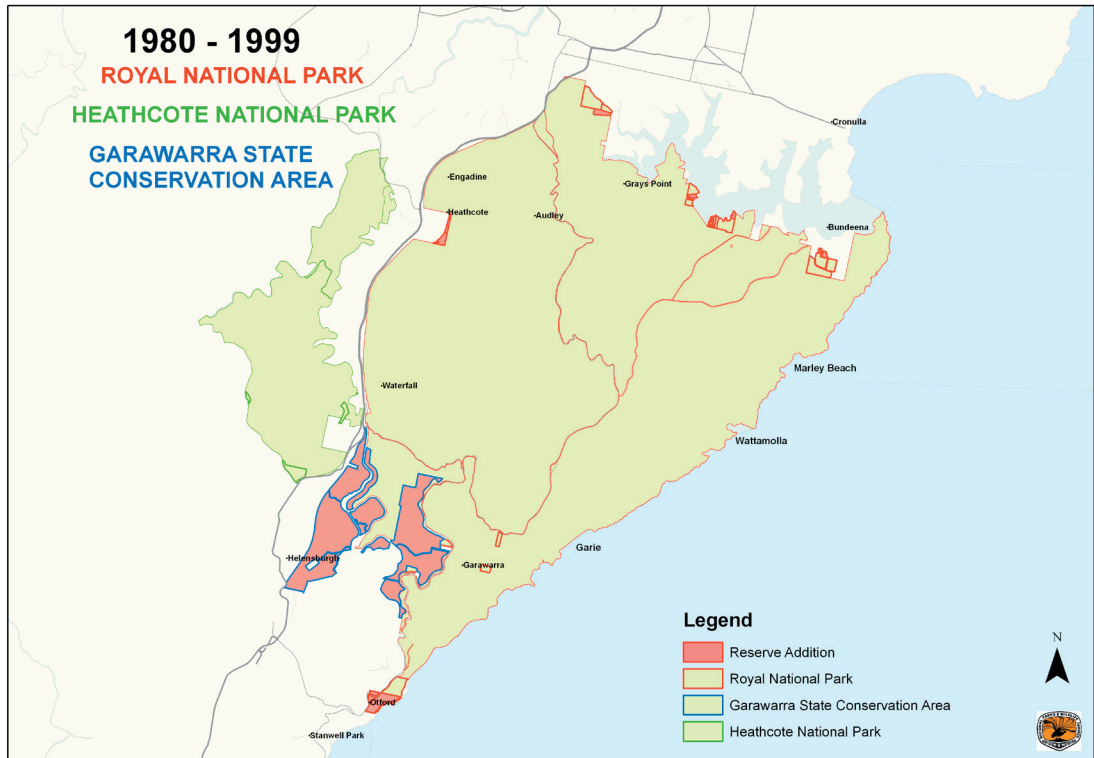 1980 - 1999
ROYAL NATIONAL PARK
HEATHCOTE NATIONAL PARK
GARAWARRA STATE
CONSERVATION AREA
Cronulla
Engadine
Grays Point
Heathcote
Audley
Bundeena
Marley Beach
Waterfall
Wattamolla
Garie
Helensburgh
Garawarra
Otford
Stanwell Park
Legend
Reserve Addition
Royal National Park
Garawarra State Conservation Area
Heathcote National Park
N